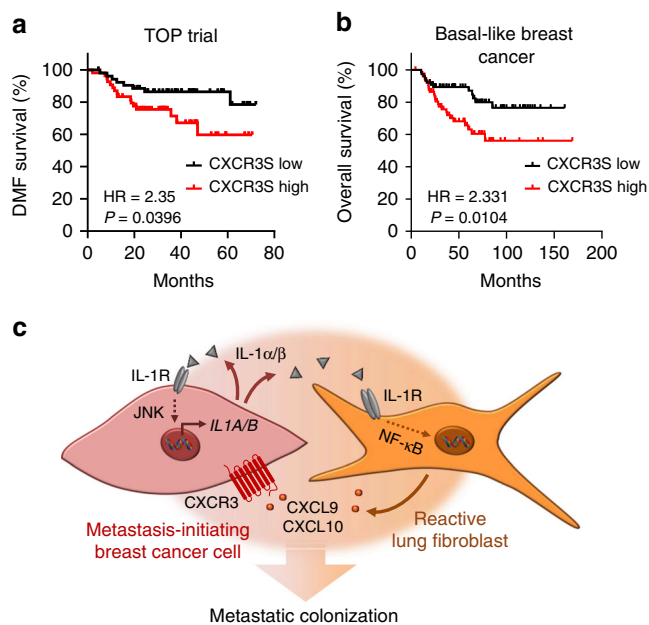 a
TOP trial
DMF survival (%)
100
80
60
40
20
0
CXCR3S low
CXCR3S high
HR = 2.35
P = 0.0396
0 20 40 60 80
Months
b
Basal-like breast
cancer
Overall survival (%)
100
80
60
40
20
0
CXCR3S low
CXCR3S high
HR = 2.331
P = 0.0104
0 50 100 150 200
Months
c
IL-1α/β
IL-1R
IL-1R
JNK
IL1A/B
NF-κB
CXCR3
CXCL9
CXCL10
Metastasis-initiating
breast cancer cell
Reactive
lung fibroblast
Metastatic colonization